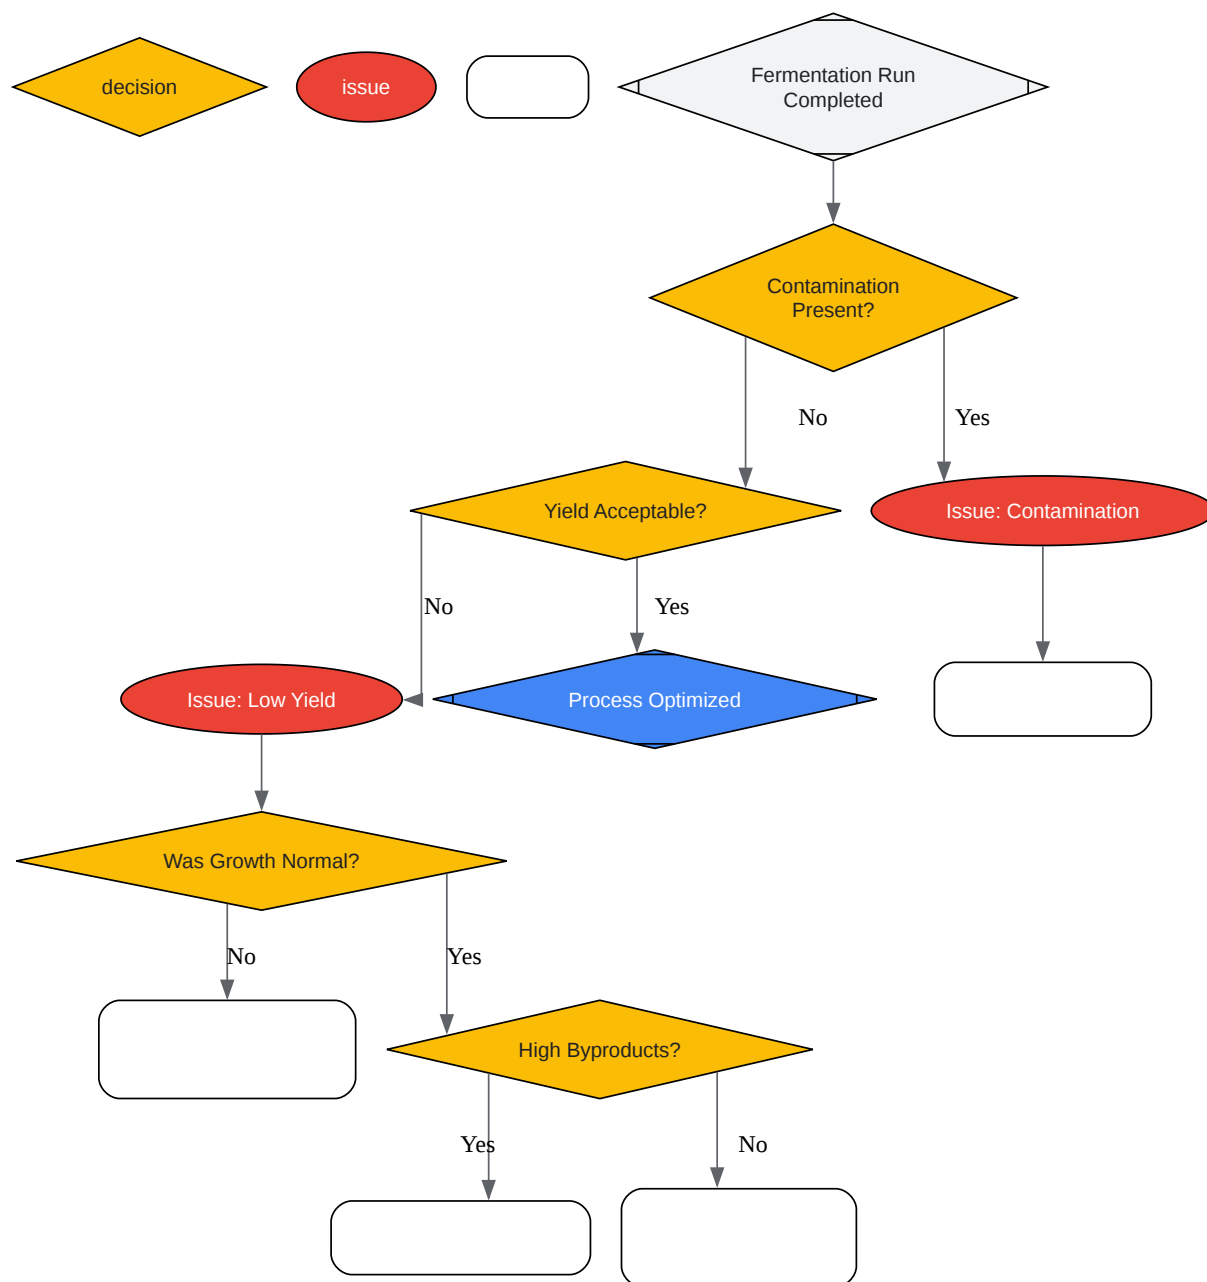 decision
issue
Fermentation Run
Completed
Contamination
Present?
No
Yes
Yield Acceptable?
Issue: Contamination
No
Yes
Issue: Low Yield
Process Optimized
Was Growth Normal?
No
Yes
High Byproducts?
Yes
No